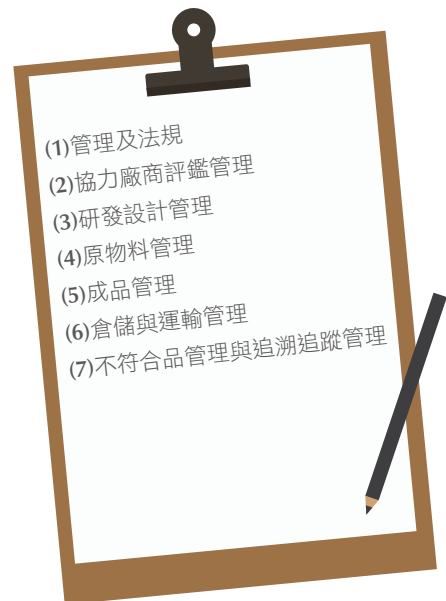 (1)管理及法規
(2)協力廠商評鑑管理
(3)研發設計管理
(4)原物料管理
(5)成品管理
(6)倉儲與運輸管理
(7)不符合品管理與追溯追蹤管理